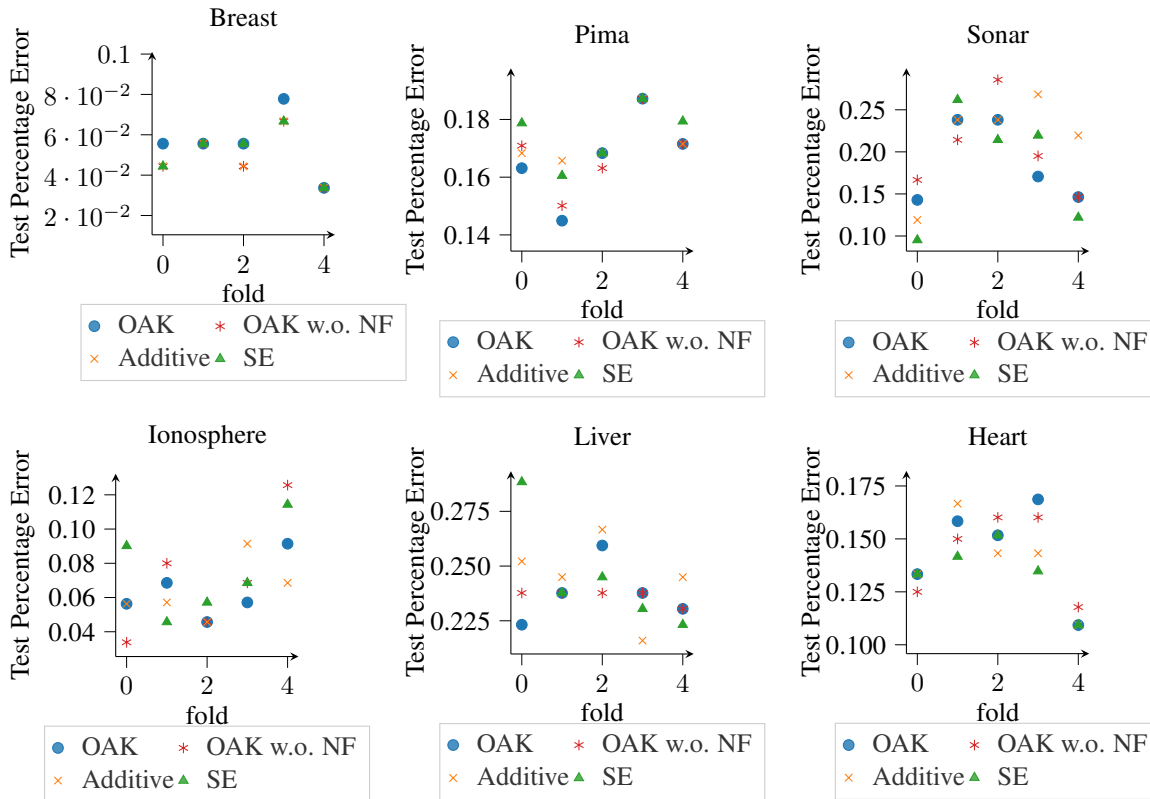 Breast
Test Percentage Error
0.1
8 · 10⁻²
6 · 10⁻²
4 · 10⁻²
2 · 10⁻²
0 2 4
fold
OAK OAK w.o. NF
Additive SE
Pima
Test Percentage Error
0.18
0.16
0.14
0 2 4
fold
OAK OAK w.o. NF
Additive SE
Sonar
Test Percentage Error
0.25
0.20
0.15
0.10
0 2 4
fold
OAK OAK w.o. NF
Additive SE
Ionosphere
Test Percentage Error
0.12
0.10
0.08
0.06
0.04
0 2 4
fold
OAK OAK w.o. NF
Additive SE
Liver
Test Percentage Error
0.275
0.250
0.225
0 2 4
fold
OAK OAK w.o. NF
Additive SE
Heart
Test Percentage Error
0.175
0.150
0.125
0.100
0 2 4
fold
OAK OAK w.o. NF
Additive SE